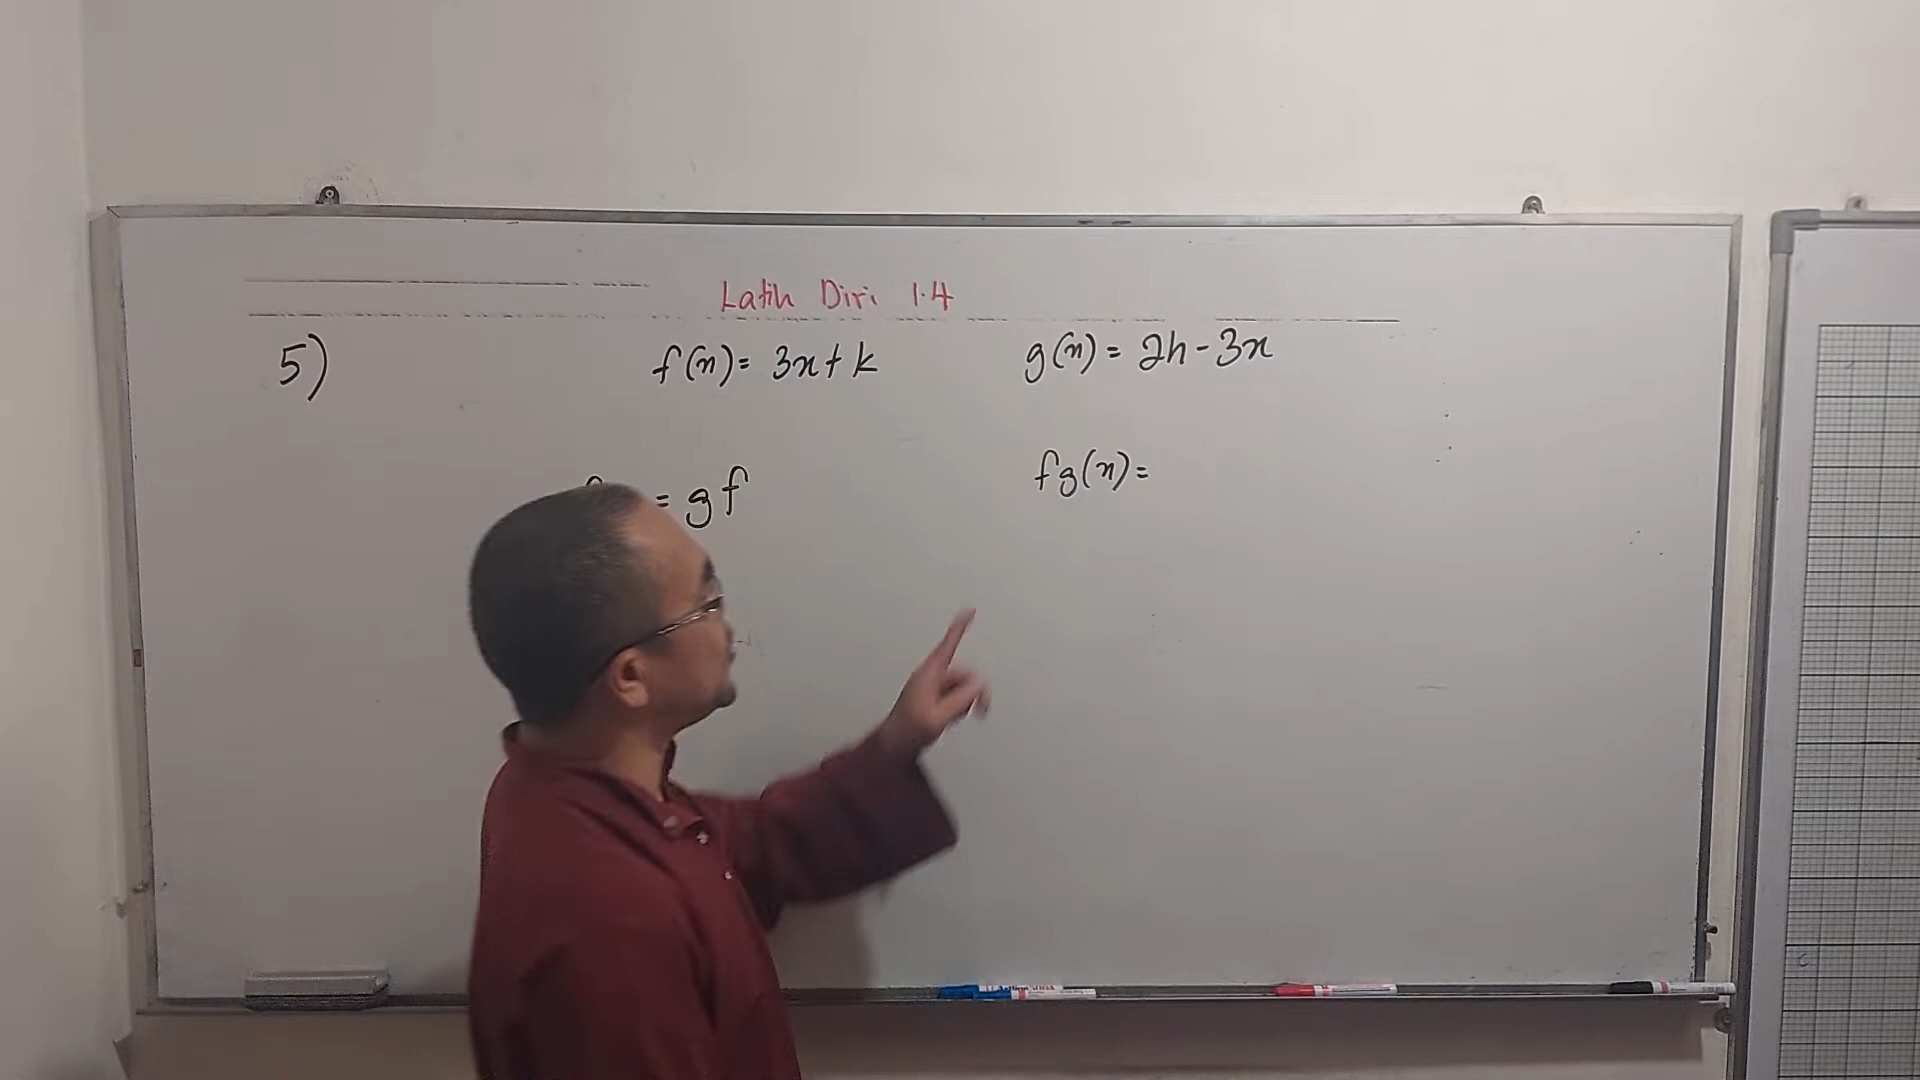 Latih Diri 1.4
5) f(x) = 3x + k g(x) = 2h - 3x
= gf fg(x) =